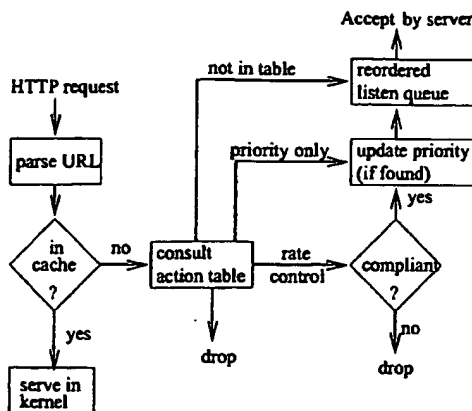 Accept by server
not in table
reordered
listen queue
HTTP request
parse URL
priority only
update priority
(if found)
yes
in
cache
?
no
consult
action table
rate
control
compliant
?
yes
drop
no
drop
serve in
kernel